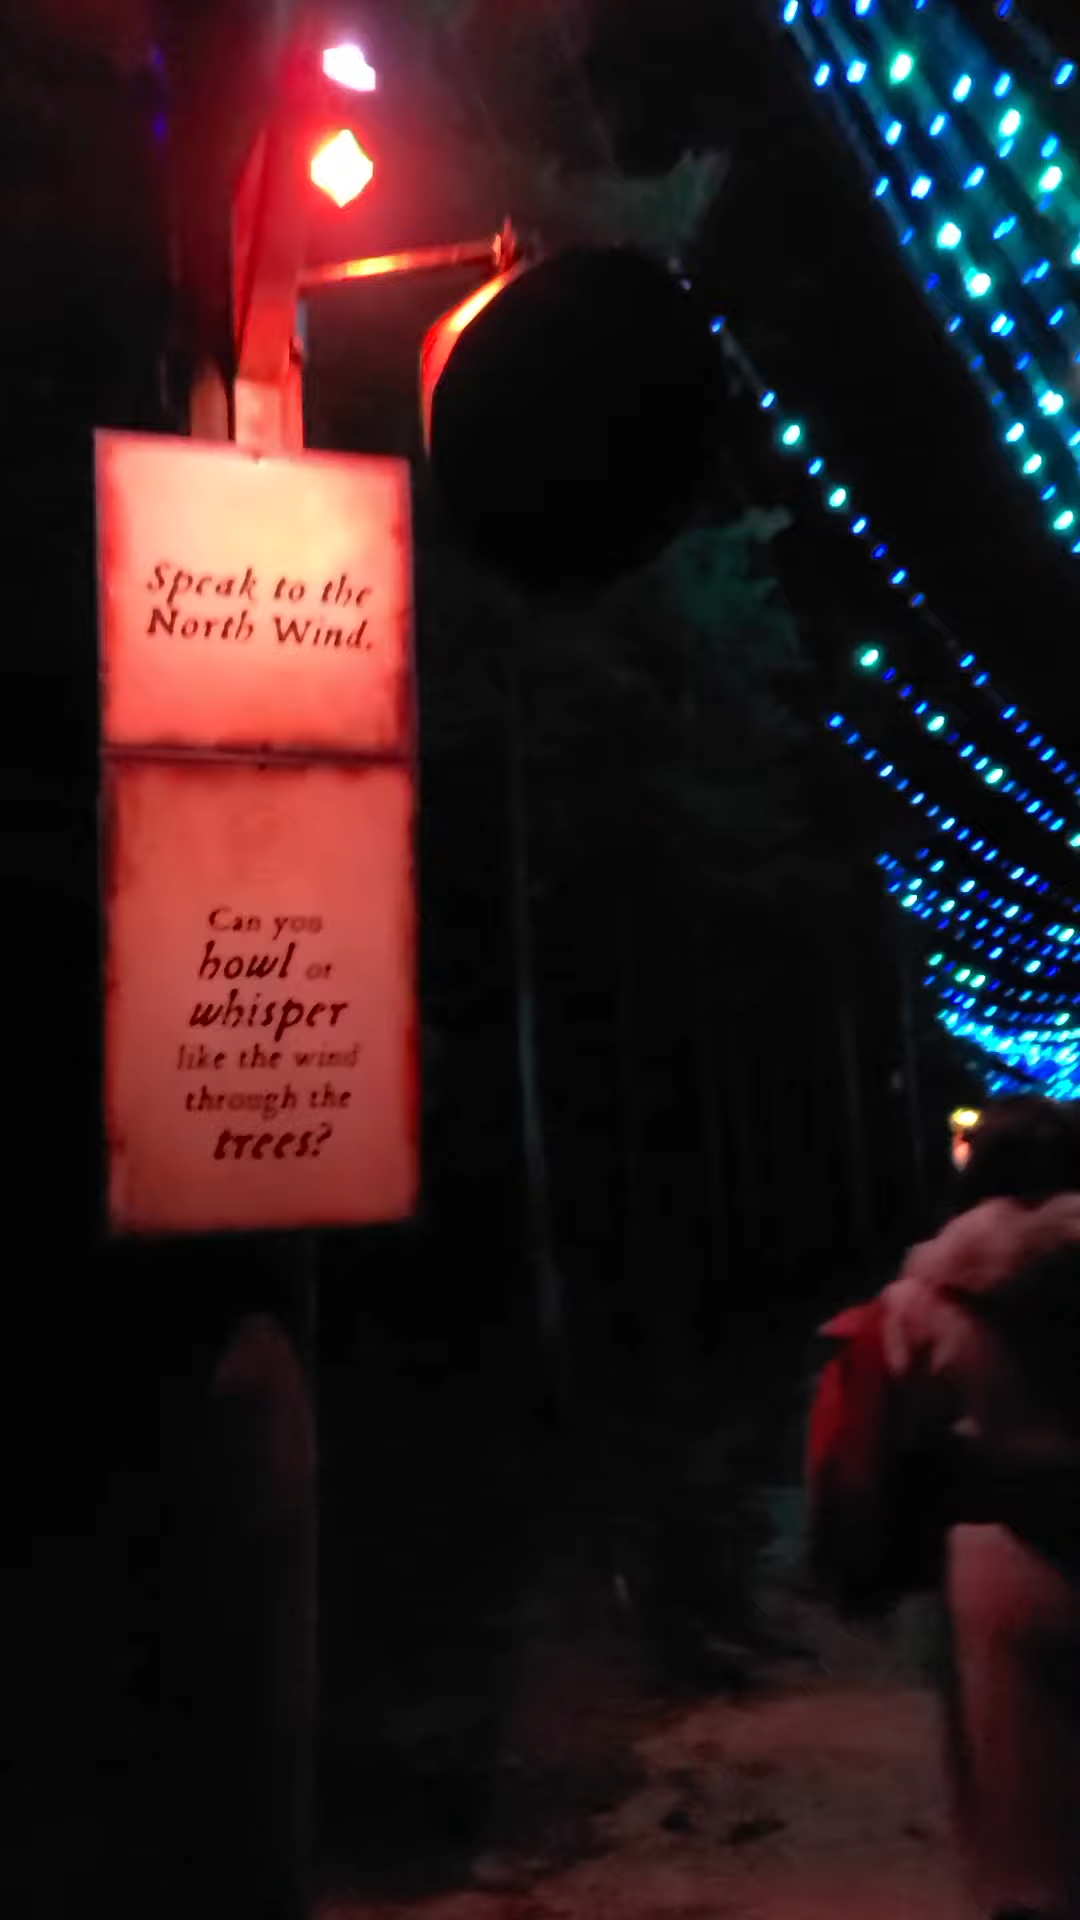 Speak to the
North Wind.
Can you
howl or
whisper
like the wind
through the
trees?